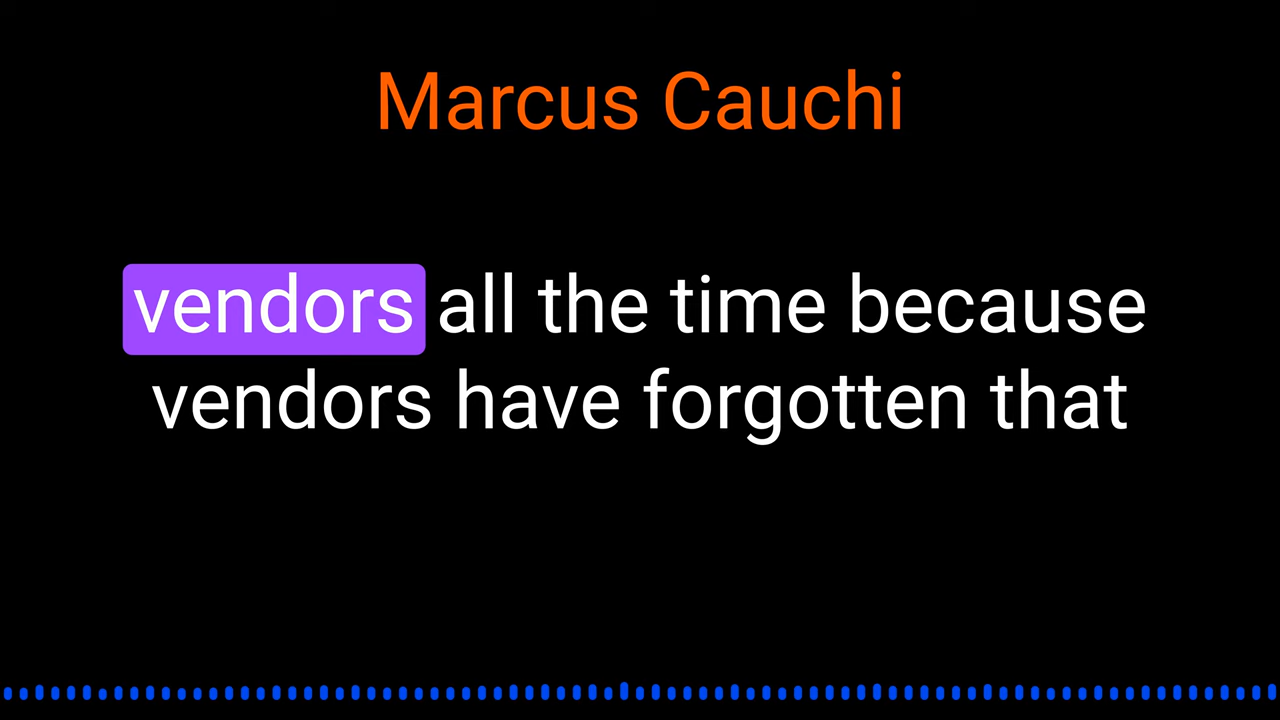 Marcus Cauchi
vendors all the time because
vendors have forgotten that